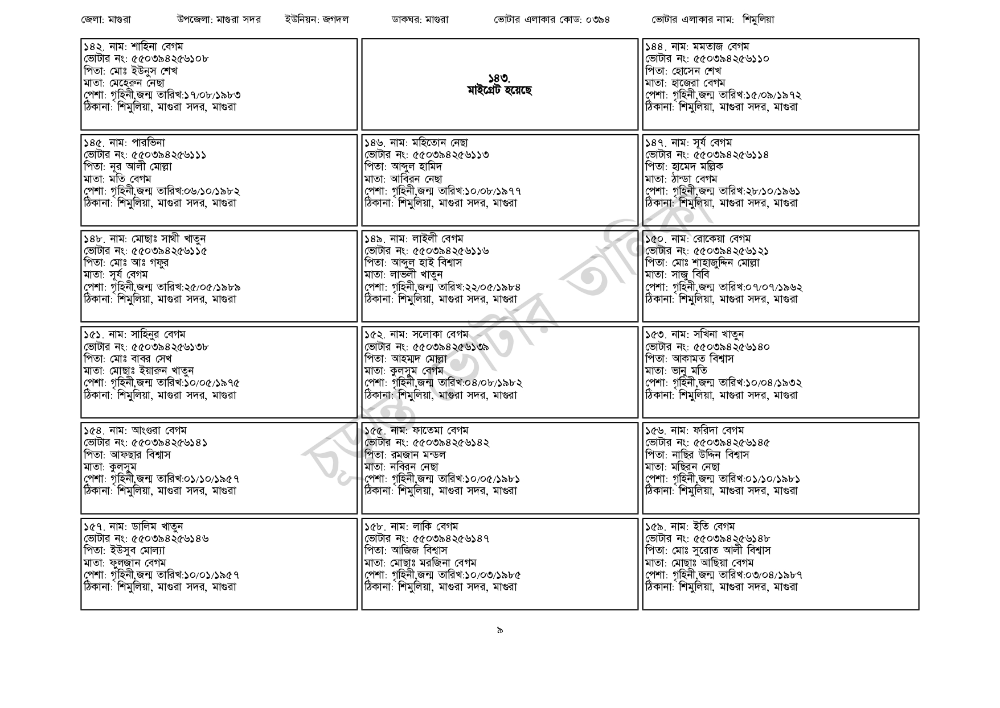 জেলা: মাগুরা উপজেলা: মাগুরা সদর ইউনিয়ন: জগদল ডাকঘর: মাগুরা ভোটার এলাকার কোড: ০৩৯৪ ভোটার এলাকার নাম: শিমুলিয়া
১৪২. নাম: শাহিনা বেগম
ভোটার নং: ৫৫০৩৯৪২৫৬১০৮
পিতা: মোঃ ইউনুস শেখ
মাতা: মেহেরুন নেছা
পেশা: গৃহিনী,জন্ম তারিখ:১৭/০৮/১৯৮৩
ঠিকানা: শিমুলিয়া, মাগুরা সদর, মাগুরা
১৪৩.
মাইগ্রেট হয়েছে
১৪৪. নাম: মমতাজ বেগম
ভোটার নং: ৫৫০৩৯৪২৫৬১১০
পিতা: হোসেন শেখ
মাতা: হাজেরা বেগম
পেশা: গৃহিনী,জন্ম তারিখ:১৫/০৯/১৯৭২
ঠিকানা: শিমুলিয়া, মাগুরা সদর, মাগুরা
১৪৫. নাম: পারভিনা
ভোটার নং: ৫৫০৩৯৪২৫৬১১১
পিতা: নূর আলী মোল্লা
মাতা: মতি বেগম
পেশা: গৃহিনী,জন্ম তারিখ:০৬/১০/১৯৮২
ঠিকানা: শিমুলিয়া, মাগুরা সদর, মাগুরা
১৪৬. নাম: মহিতোন নেছা
ভোটার নং: ৫৫০৩৯৪২৫৬১১৩
পিতা: আব্দুল হামিদ
মাতা: আবিরন নেছা
পেশা: গৃহিনী,জন্ম তারিখ:১০/০৮/১৯৭৭
ঠিকানা: শিমুলিয়া, মাগুরা সদর, মাগুরা
১৪৭. নাম: সূর্য বেগম
ভোটার নং: ৫৫০৩৯৪২৫৬১১৪
পিতা: হামেদ মল্লিক
মাতা: ঠান্ডা বেগম
পেশা: গৃহিনী,জন্ম তারিখ:২৮/১০/১৯৬১
ঠিকানা: শিমুলিয়া, মাগুরা সদর, মাগুরা
১৪৮. নাম: মোছাঃ সাথী খাতুন
ভোটার নং: ৫৫০৩৯৪২৫৬১১৫
পিতা: মোঃ আঃ গফুর
মাতা: সূর্য বেগম
পেশা: গৃহিনী,জন্ম তারিখ:২৫/০৫/১৯৮৯
ঠিকানা: শিমুলিয়া, মাগুরা সদর, মাগুরা
১৪৯. নাম: লাইলী বেগম
ভোটার নং: ৫৫০৩৯৪২৫৬১১৬
পিতা: আব্দুল হাই বিশ্বাস
মাতা: লাভলী খাতুন
পেশা: গৃহিনী,জন্ম তারিখ:২২/০৫/১৯৮৪
ঠিকানা: শিমুলিয়া, মাগুরা সদর, মাগুরা
১৫০. নাম: রোকেয়া বেগম
ভোটার নং: ৫৫০৩৯৪২৫৬১২১
পিতা: মোঃ শাহাজুদ্দিন মোল্লা
মাতা: সাজু বিবি
পেশা: গৃহিনী,জন্ম তারিখ:০৭/০৭/১৯৬২
ঠিকানা: শিমুলিয়া, মাগুরা সদর, মাগুরা
১৫১. নাম: সাহিনুর বেগম
ভোটার নং: ৫৫০৩৯৪২৫৬১৩৮
পিতা: মোঃ বাবর সেখ
মাতা: মোছাঃ ইয়ারুন খাতুন
পেশা: গৃহিনী,জন্ম তারিখ:১০/০৫/১৯৭৫
ঠিকানা: শিমুলিয়া, মাগুরা সদর, মাগুরা
১৫২. নাম: সলোকা বেগম
ভোটার নং: ৫৫০৩৯৪২৫৬১৩৯
পিতা: আহম্মদ মোল্লা
মাতা: কুলসুম বেগম
পেশা: গৃহিনী,জন্ম তারিখ:০৪/০৮/১৯৮২
ঠিকানা: শিমুলিয়া, মাগুরা সদর, মাগুরা
১৫৩. নাম: সখিনা খাতুন
ভোটার নং: ৫৫০৩৯৪২৫৬১৪০
পিতা: আকামত বিশ্বাস
মাতা: ভানু মতি
পেশা: গৃহিনী,জন্ম তারিখ:১০/০৪/১৯৩২
ঠিকানা: শিমুলিয়া, মাগুরা সদর, মাগুরা
১৫৪. নাম: আংগুরা বেগম
ভোটার নং: ৫৫০৩৯৪২৫৬১৪১
পিতা: আফছার বিশ্বাস
মাতা: কুলসুম
পেশা: গৃহিনী,জন্ম তারিখ:০১/১০/১৯৫৭
ঠিকানা: শিমুলিয়া, মাগুরা সদর, মাগুরা
১৫৫. নাম: ফাতেমা বেগম
ভোটার নং: ৫৫০৩৯৪২৫৬১৪২
পিতা: রমজান মন্ডল
মাতা: নবিরন নেছা
পেশা: গৃহিনী,জন্ম তারিখ:১০/০৫/১৯৮১
ঠিকানা: শিমুলিয়া, মাগুরা সদর, মাগুরা
১৫৬. নাম: ফরিদা বেগম
ভোটার নং: ৫৫০৩৯৪২৫৬১৪৫
পিতা: নাছির উদ্দিন বিশ্বাস
মাতা: মছিরন নেছা
পেশা: গৃহিনী,জন্ম তারিখ:০১/১০/১৯৮১
ঠিকানা: শিমুলিয়া, মাগুরা সদর, মাগুরা
১৫৭. নাম: ডালিম খাতুন
ভোটার নং: ৫৫০৩৯৪২৫৬১৪৬
পিতা: ইউসুব মোল্যা
মাতা: ফুলজান বেগম
পেশা: গৃহিনী,জন্ম তারিখ:১০/০১/১৯৫৭
ঠিকানা: শিমুলিয়া, মাগুরা সদর, মাগুরা
১৫৮. নাম: লাকি বেগম
ভোটার নং: ৫৫০৩৯৪২৫৬১৪৭
পিতা: আজিজ বিশ্বাস
মাতা: মোছাঃ মরজিনা বেগম
পেশা: গৃহিনী,জন্ম তারিখ:১০/০৩/১৯৮৫
ঠিকানা: শিমুলিয়া, মাগুরা সদর, মাগুরা
১৫৯. নাম: ইতি বেগম
ভোটার নং: ৫৫০৩৯৪২৫৬১৪৮
পিতা: মোঃ সুরোত আলী বিশ্বাস
মাতা: মোছাঃ আছিয়া বেগম
পেশা: গৃহিনী,জন্ম তারিখ:০৩/০৪/১৯৮৭
ঠিকানা: শিমুলিয়া, মাগুরা সদর, মাগুরা
চূড়ান্ত ভোটার তালিকা
৯